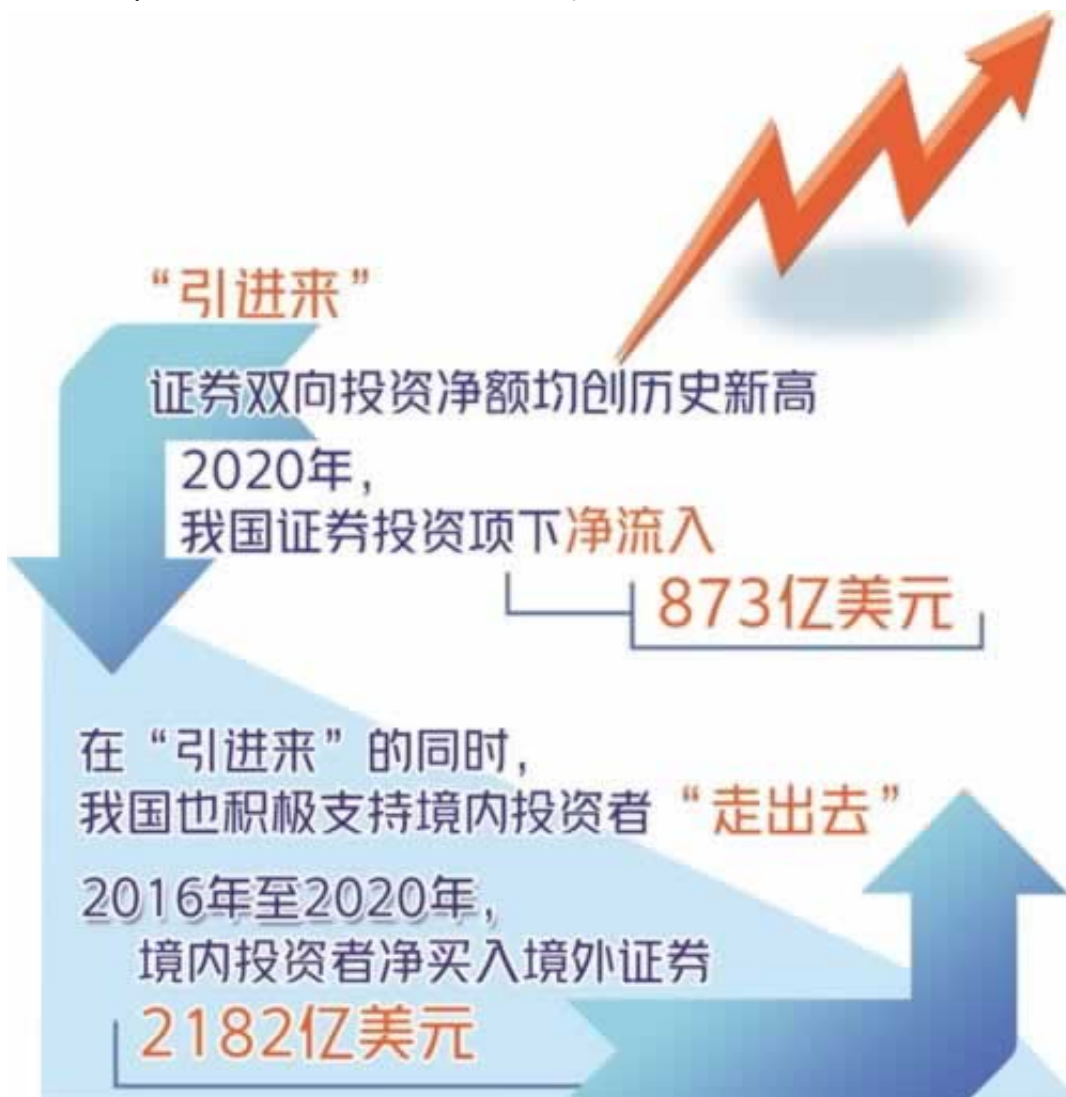 “引进来”
证券双向投资净额均创历史新高
2020年，
我国证券投资项下净流入
873亿美元
在“引进来”的同时，
我国也积极支持境内投资者“走出去”
2016年至2020年，
境内投资者净买入境外证券
2182亿美元